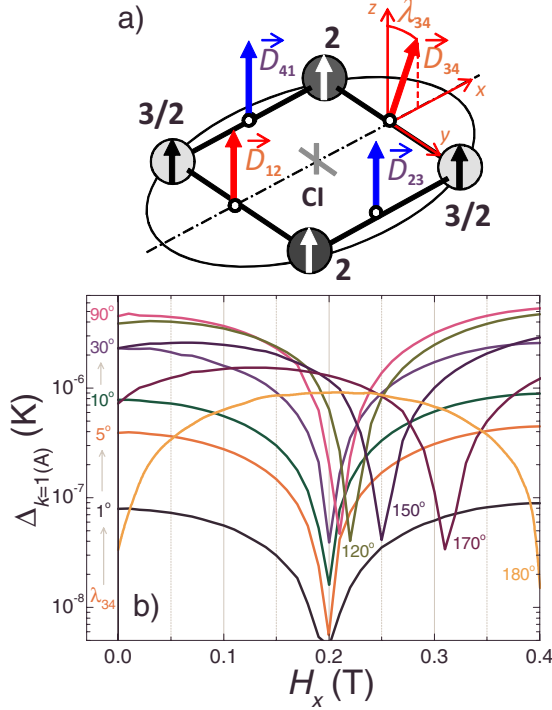 a)
2
z
λ34
D41
D34
3/2
x
y
D12
D23
CI
3/2
2
90°
30°
10⁻⁶
10°
5°
Δk=1(A) (K)
10⁻⁷
1°
150°
120°
170°
λ34
180°
10⁻⁸
b)
0.0 0.1 0.2 0.3 0.4
Hx (T)